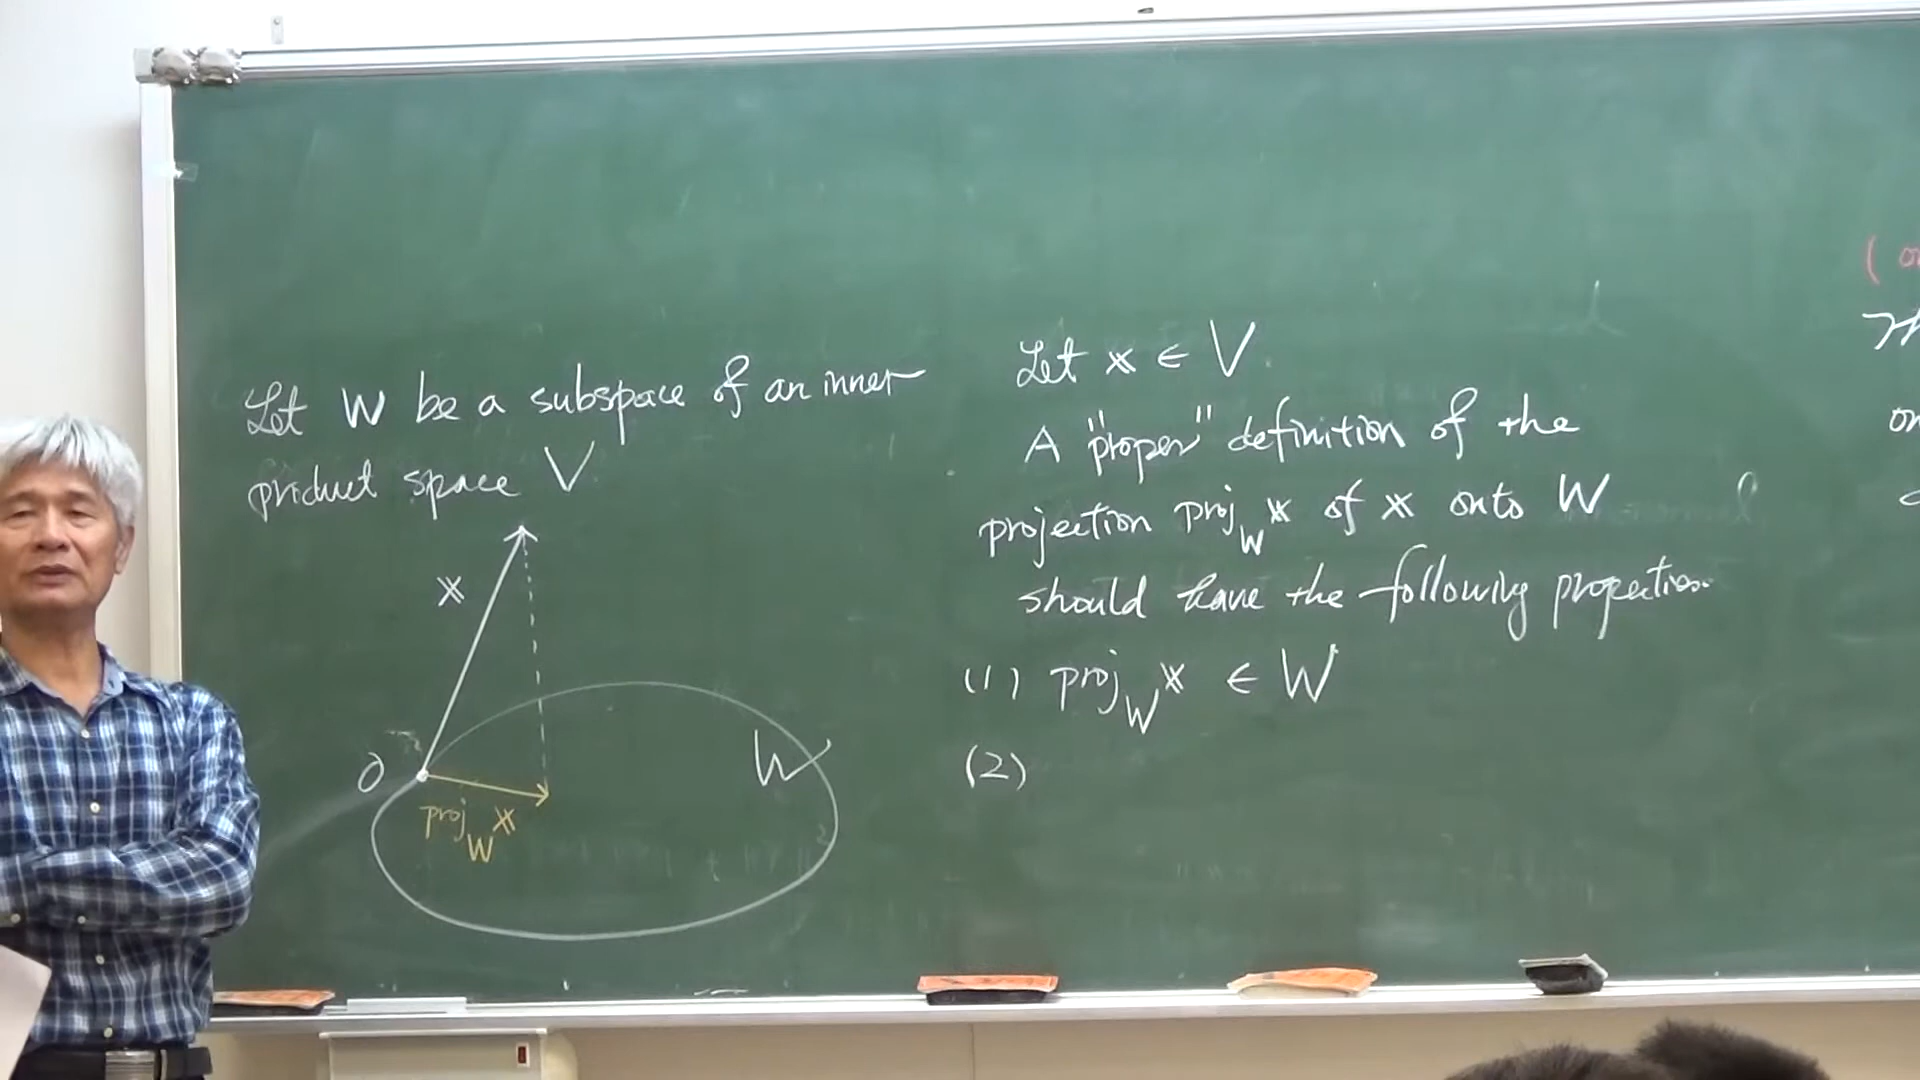 Let W be a subspace of an inner
product space V
x
O
W
proj_W x
Let x ∈ V.
A "proper" definition of the
projection proj_W x of x onto W
should have the following properties.
(1) proj_W x ∈ W
(2)